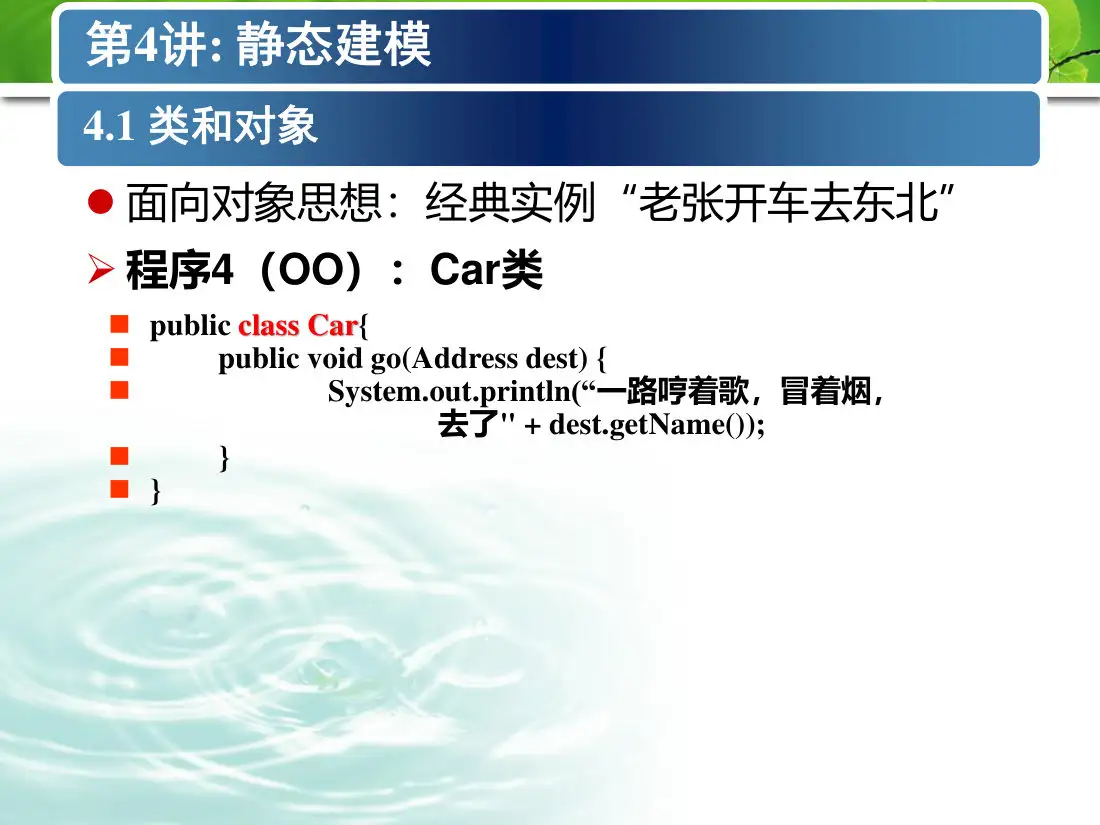 第4讲: 静态建模
4.1 类和对象
面向对象思想：经典实例“老张开车去东北”
程序4（OO）：Car类
public class Car{
public void go(Address dest) {
System.out.println(“一路哼着歌，冒着烟，
去了" + dest.getName());
}
}